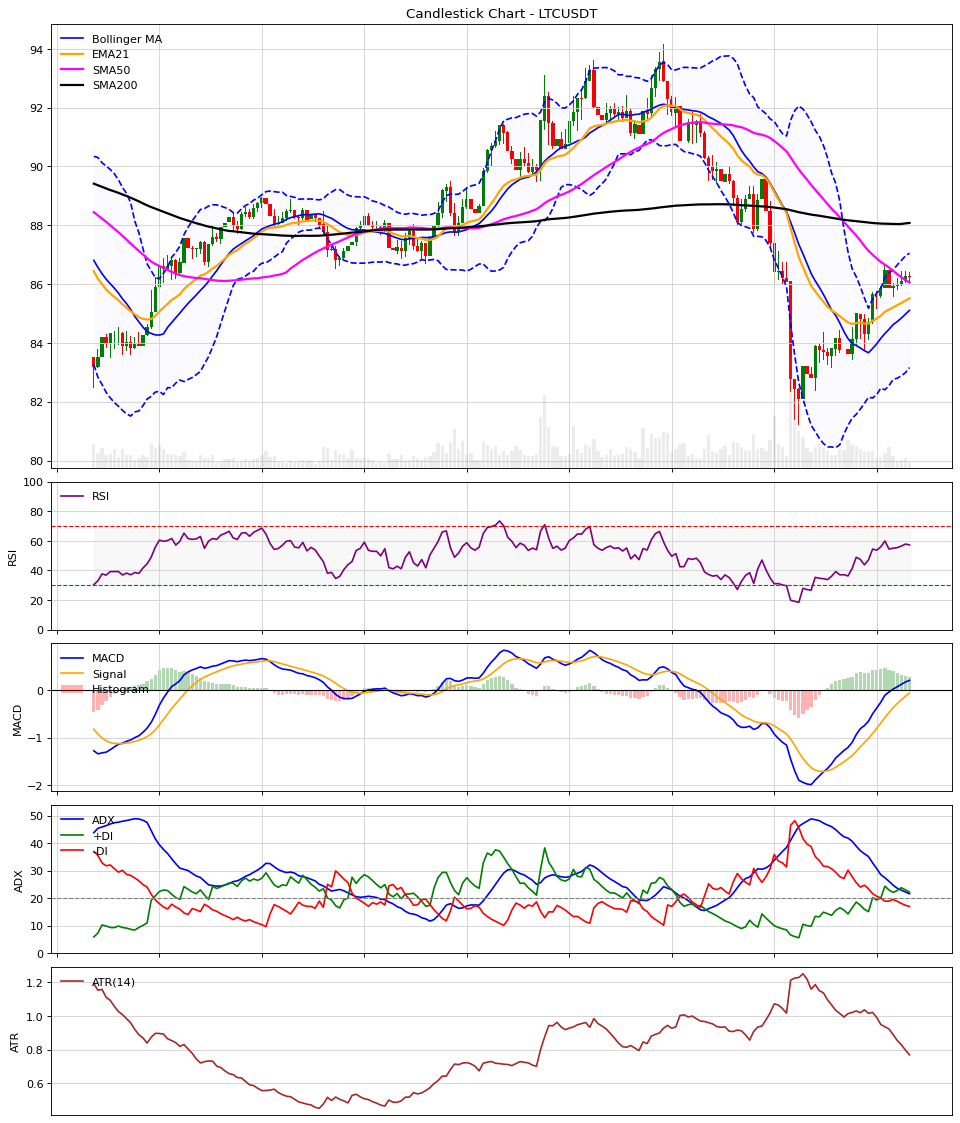 Candlestick Chart - LTCUSDT
Bollinger MA
EMA21
SMA50
SMA200
94
92
90
88
86
84
82
80
RSI
RSI
100
80
60
40
20
0
MACD
Signal
Histogram
MACD
0
−1
−2
ADX
+DI
-DI
ADX
50
40
30
20
10
0
ATR(14)
ATR
1.2
1.0
0.8
0.6